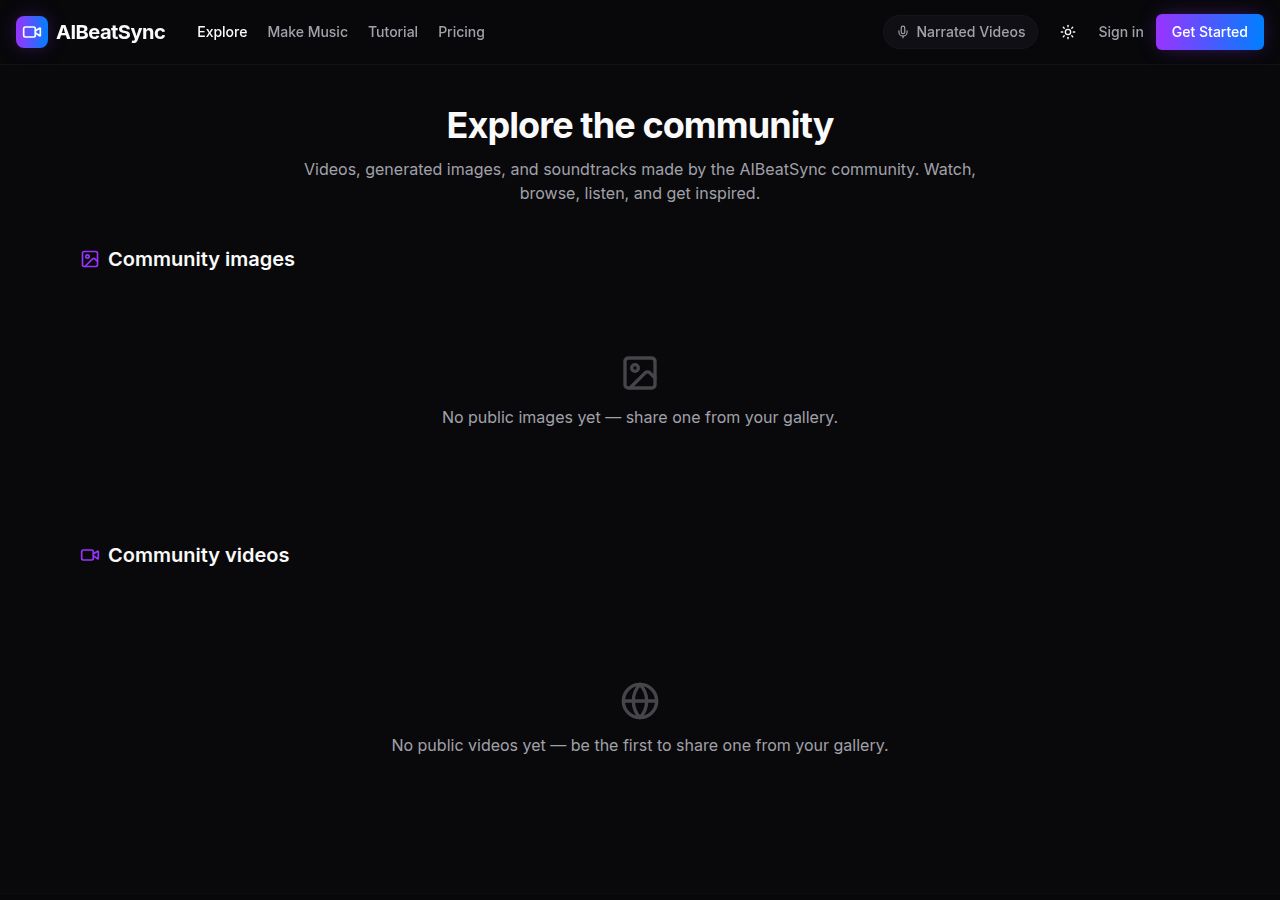 AIBeatSync
Explore
Make Music
Tutorial
Pricing
Narrated Videos
Sign in
Get Started
Explore the community
Videos, generated images, and soundtracks made by the AIBeatSync community. Watch,
browse, listen, and get inspired.
Community images
No public images yet — share one from your gallery.
Community videos
No public videos yet — be the first to share one from your gallery.